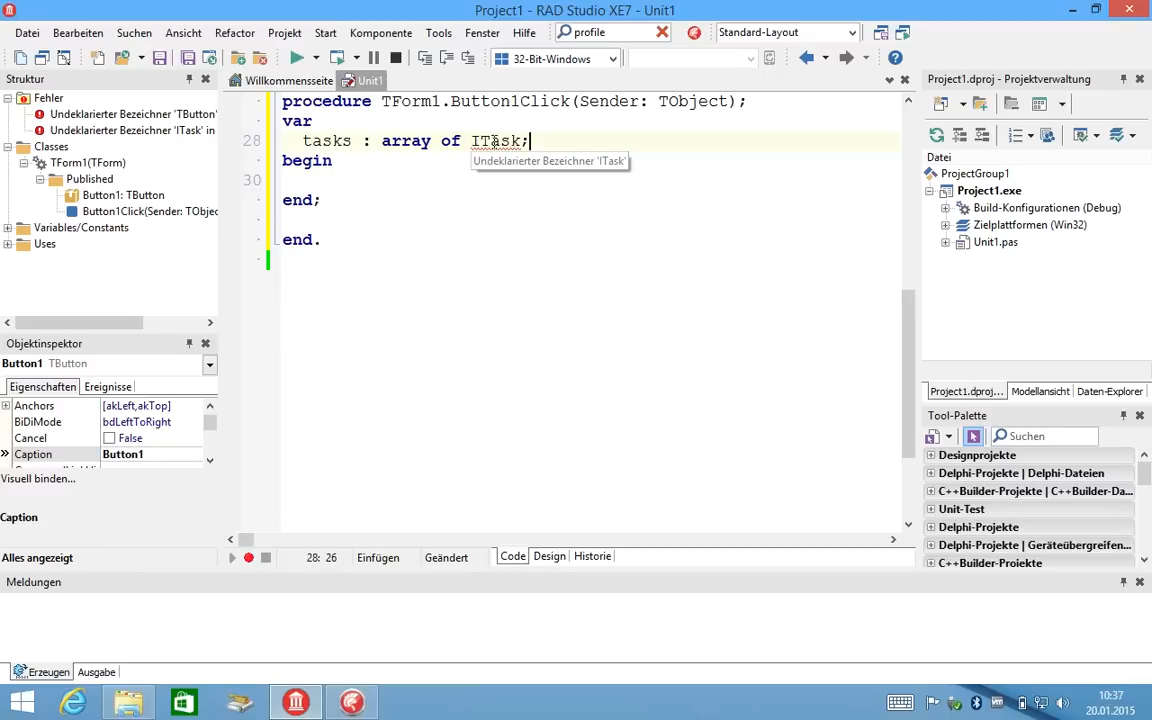 Project1 - RAD Studio XE7 - Unit1
Datei Bearbeiten Suchen Ansicht Refactor Projekt Start Komponente Tools Fenster Hilfe profile Standard-Layout
32-Bit-Windows
Struktur
Fehler
Undeklarierter Bezeichner 'TButton'
Undeklarierter Bezeichner 'ITask' in
Classes
TForm1(TForm)
Published
Button1: TButton
Button1Click(Sender: TObjec
Variables/Constants
Uses
Willkommensseite Unit1
procedure TForm1.Button1Click(Sender: TObject);
var
28 tasks : array of ITask;
begin
Undeklarierter Bezeichner 'ITask'
30
end;
end.
Project1.dproj - Projektverwaltung
Datei
ProjectGroup1
Project1.exe
Build-Konfigurationen (Debug)
Zielplattformen (Win32)
Unit1.pas
Objektinspektor
Button1 TButton
Eigenschaften Ereignisse
Anchors [akLeft,akTop]
BiDiMode bdLeftToRight
Cancel False
Caption Button1
Visuell binden...
Caption
Alles angezeigt
28: 26 Einfügen Geändert Code Design Historie
Project1.dproj... Modellansicht Daten-Explorer
Tool-Palette
Suchen
Designprojekte
Delphi-Projekte | Delphi-Dateien
C++Builder-Projekte | C++Builder-Da...
Unit-Test
Delphi-Projekte
Delphi-Projekte | Geräteübergreifen...
C++Builder-Projekte
Meldungen
Erzeugen Ausgabe
10:37
20.01.2015